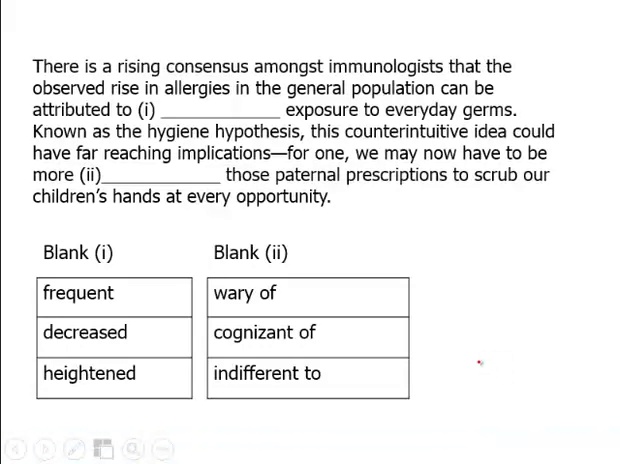 There is a rising consensus amongst immunologists that the
observed rise in allergies in the general population can be
attributed to (i) ____________ exposure to everyday germs.
Known as the hygiene hypothesis, this counterintuitive idea could
have far reaching implications—for one, we may now have to be
more (ii)____________ those paternal prescriptions to scrub our
children's hands at every opportunity.
Blank (i) Blank (ii)
frequent wary of
decreased cognizant of
heightened indifferent to